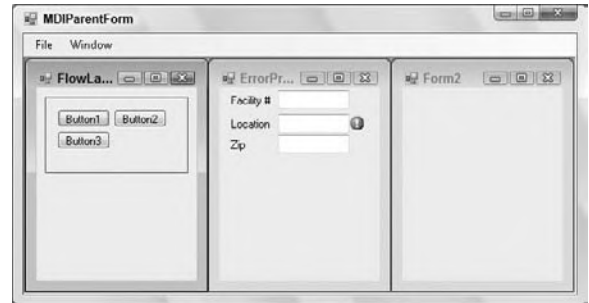 MDIParentForm
File Window
FlowLa...
Button1 Button2
Button3
ErrorPr...
Facility #
Location
Zip
Form2